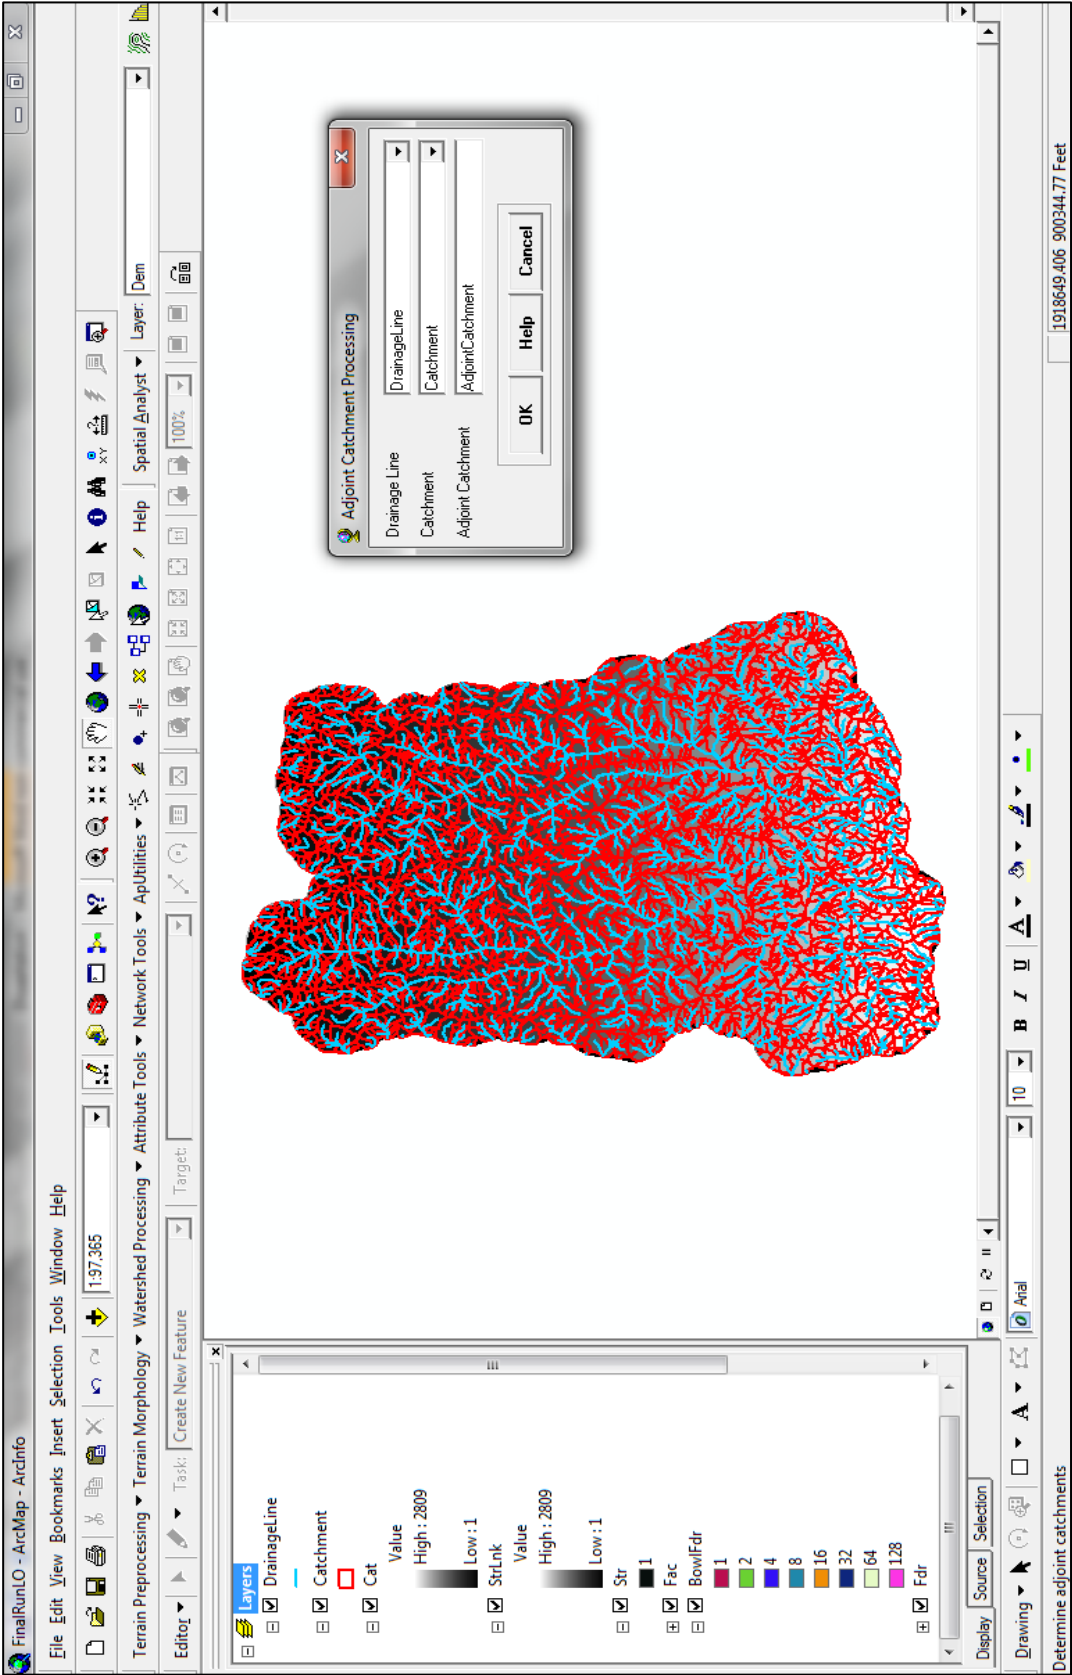 FinalRunLO - ArcMap - ArcInfo
File Edit View Bookmarks Insert Selection Tools Window Help
1:97,365
Terrain Preprocessing Terrain Morphology Watershed Processing Attribute Tools Network Tools ApUtilities Help Spatial Analyst Layer: Dem
Editor Task: Create New Feature Target: 100%
Layers
DrainageLine
Catchment
Cat
Value
High : 2809
Low : 1
StrLnk
Value
High : 2809
Low : 1
Str
1
Fac
BowlFdr
1
2
4
8
16
32
64
128
Fdr
Display Source Selection
Adjoint Catchment Processing
Drainage Line DrainageLine
Catchment Catchment
Adjoint Catchment AdjointCatchment
OK Help Cancel
Drawing A Arial 10 B I U A
Determine adjoint catchments
1918649.406 900344.77 Feet